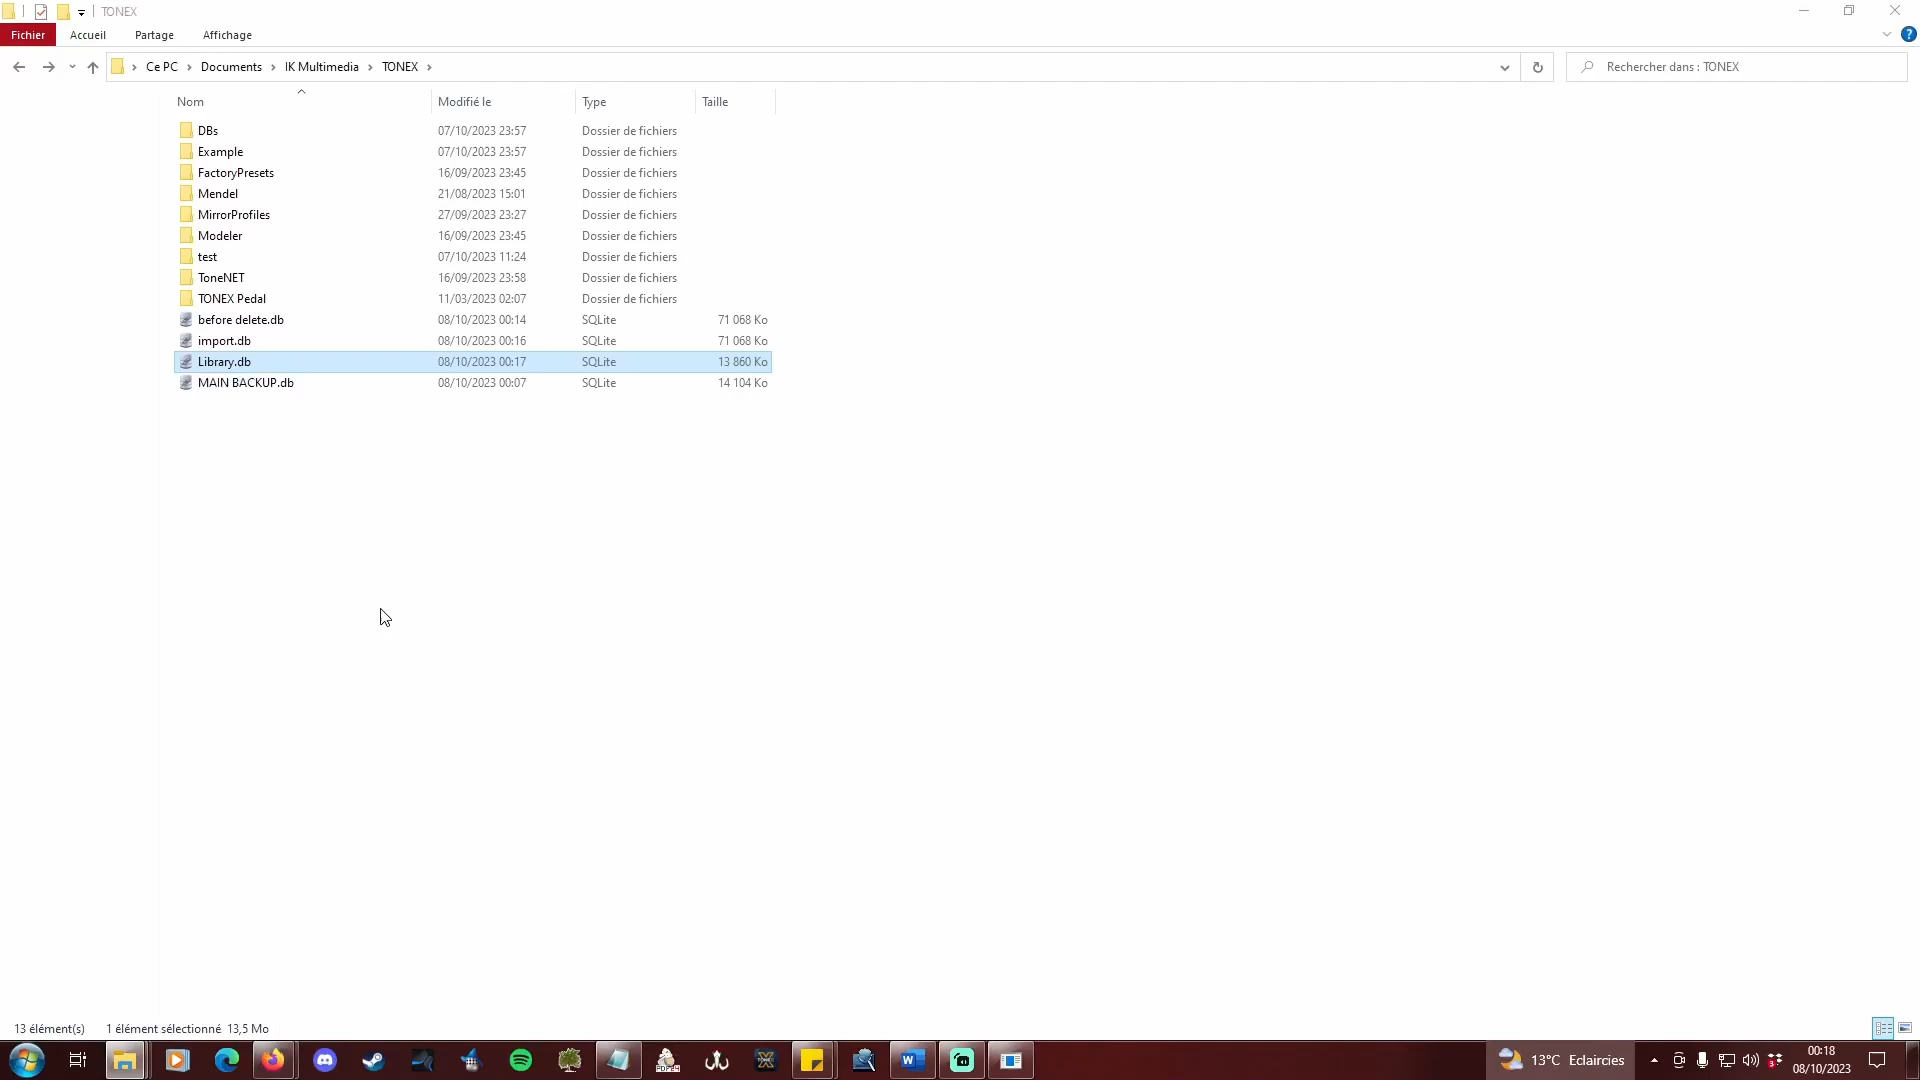 TONEX
Fichier Accueil Partage Affichage
Ce PC Documents IK Multimedia TONEX Rechercher dans : TONEX
Nom Modifié le Type Taille
DBs 07/10/2023 23:57 Dossier de fichiers
Example 07/10/2023 23:57 Dossier de fichiers
FactoryPresets 16/09/2023 23:45 Dossier de fichiers
Mendel 21/08/2023 15:01 Dossier de fichiers
MirrorProfiles 27/09/2023 23:27 Dossier de fichiers
Modeler 16/09/2023 23:45 Dossier de fichiers
test 07/10/2023 11:24 Dossier de fichiers
ToneNET 16/09/2023 23:58 Dossier de fichiers
TONEX Pedal 11/03/2023 02:07 Dossier de fichiers
before delete.db 08/10/2023 00:14 SQLite 71 068 Ko
import.db 08/10/2023 00:16 SQLite 71 068 Ko
Library.db 08/10/2023 00:17 SQLite 13 860 Ko
MAIN BACKUP.db 08/10/2023 00:07 SQLite 14 104 Ko
13 élément(s) 1 élément sélectionné 13,5 Mo
13°C Eclaircies 00:18
08/10/2023